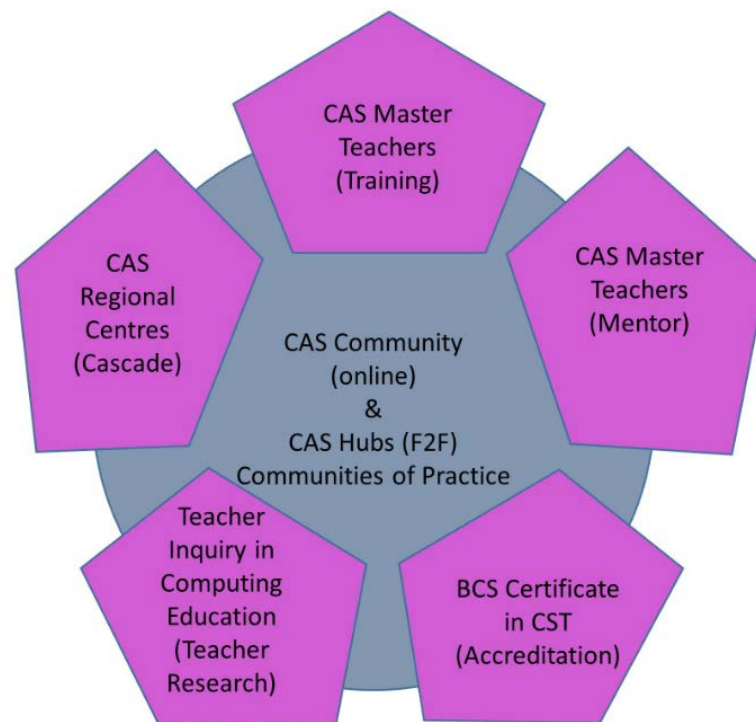 CAS Master
Teachers
(Training)
CAS
Regional
Centres
(Cascade)
CAS Master
Teachers
(Mentor)
CAS Community
(online)
&
CAS Hubs (F2F)
Communities of Practice
Teacher
Inquiry in
Computing
Education
(Teacher
Research)
BCS Certificate
in CST
(Accreditation)